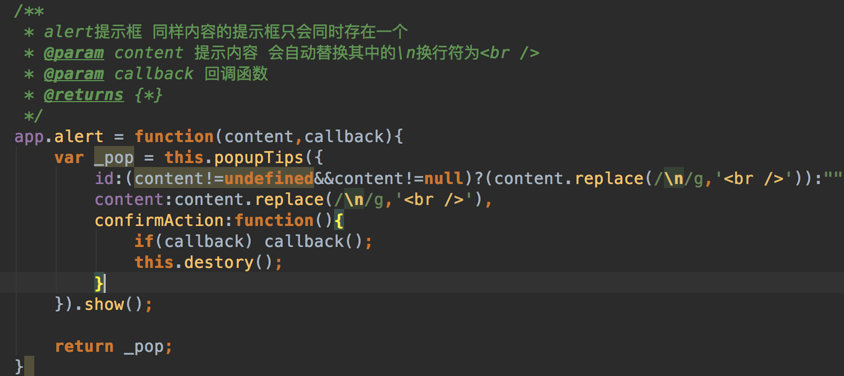 /**
 * alert提示框 同样内容的提示框只会同时存在一个
 * @param content 提示内容 会自动替换其中的\n换行符为<br />
 * @param callback 回调函数
 * @returns {*}
 */
app.alert = function(content,callback){
    var _pop = this.popupTips({
        id:(content!=undefined&&content!=null)?(content.replace(/\n/g,'<br />')):""
        content:content.replace(/\n/g,'<br />'),
        confirmAction:function(){
            if(callback) callback();
            this.destory();
        }
    }).show();

    return _pop;
}